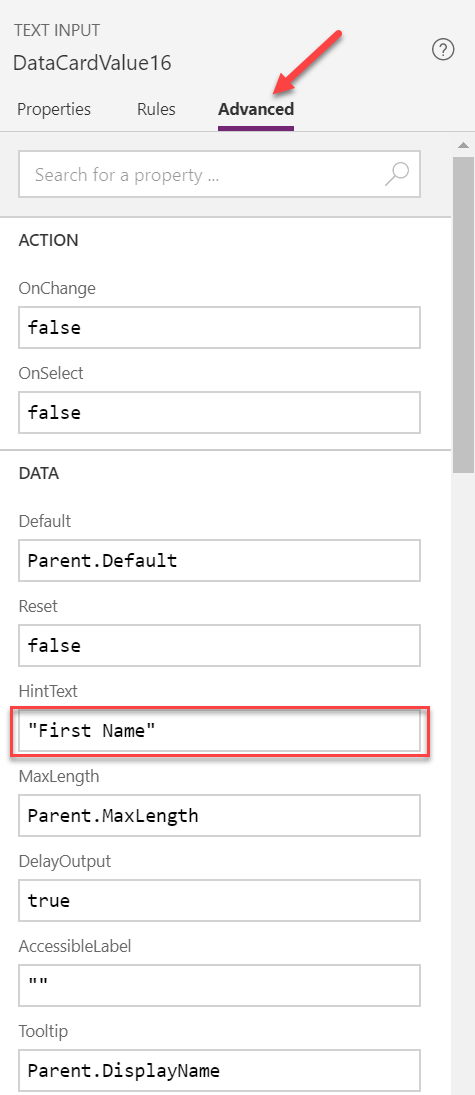 TEXT INPUT
DataCardValue16
?
Properties Rules Advanced
Search for a property ...
ACTION
OnChange
false
OnSelect
false
DATA
Default
Parent.Default
Reset
false
HintText
"First Name"
MaxLength
Parent.MaxLength
DelayOutput
true
AccessibleLabel
""
Tooltip
Parent.DisplayName